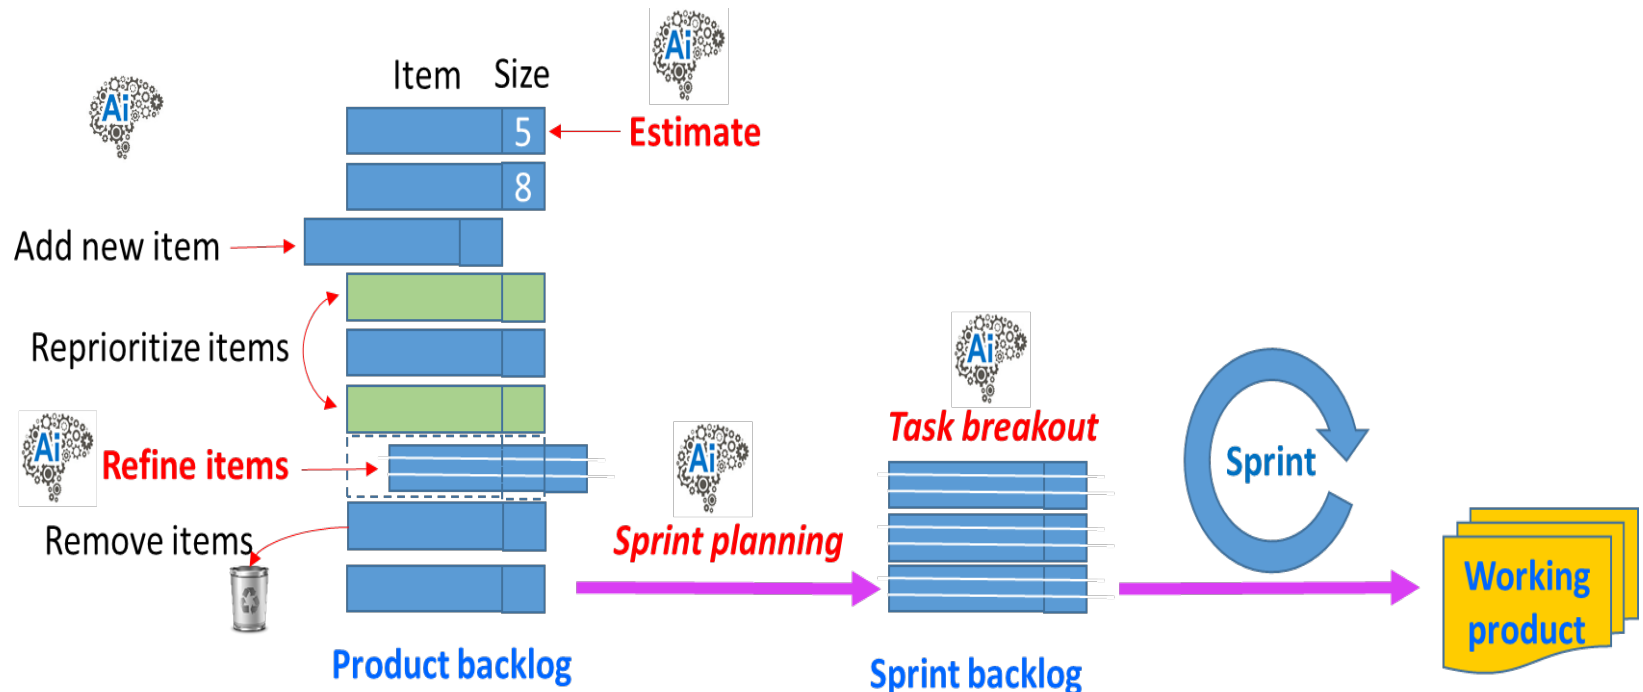 Ai
Item Size
Ai
5
Estimate
8
Add new item
Reprioritize items
Ai
Refine items
Remove items
Product backlog
Ai
Sprint planning
Ai
Task breakout
Sprint backlog
Sprint
Working
product